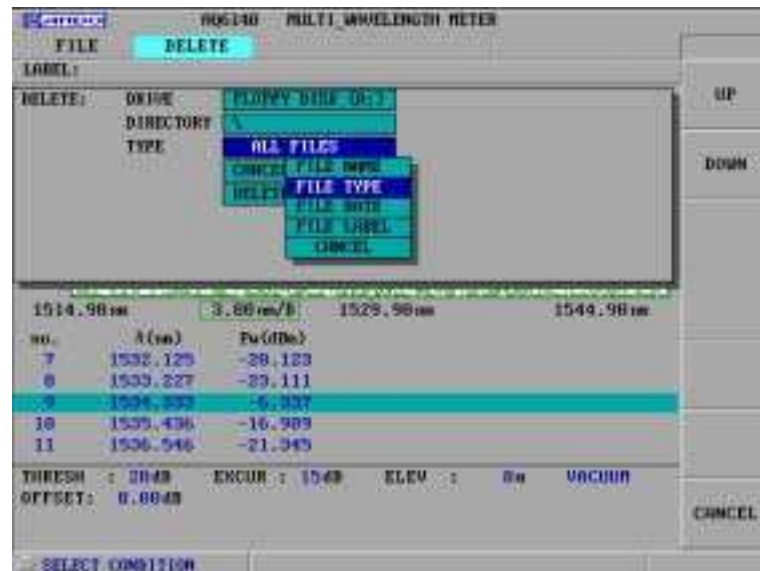 AQ6140 MULTI_WAVELENGTH METER
FILE DELETE
LABEL:
DELETE: DRIVE FLOPPY DISK (A:)
UP
DIRECTORY \
TYPE ALL FILES
CANCEL FILE NAME
DOWN
FILE TYPE
FILE DATE
FILE LABEL
CANCEL
1514.98nm 3.00nm/D 1529.98nm 1544.98nm
no. λ(nm) Pw(dBm)
7 1532.125 -20.123
8 1533.227 -23.111
9
10 1535.436 -16.989
11 1536.546 -21.345
THRESH : 20dB EXCUR : 15dB ELEV : 0m VACUUM
OFFSET: 0.00dB
CANCEL
SELECT CONDITION